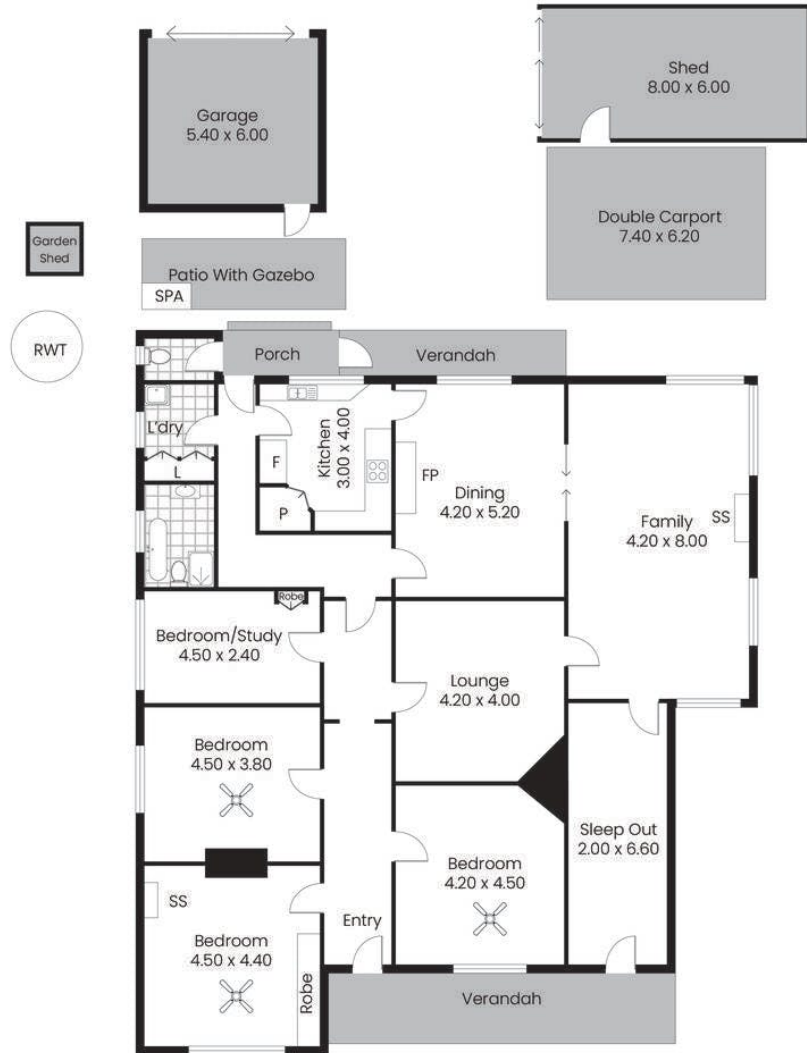 Garage
5.40 x 6.00
Shed
8.00 x 6.00
Double Carport
7.40 x 6.20
Garden
Shed
Patio With Gazebo
SPA
RWT
Porch
Verandah
L'dry
L
Kitchen
3.00 x 4.00
F
P
FP
Dining
4.20 x 5.20
Family
4.20 x 8.00
SS
Robe
Bedroom/Study
4.50 x 2.40
Lounge
4.20 x 4.00
Bedroom
4.50 x 3.80
Sleep Out
2.00 x 6.60
Bedroom
4.20 x 4.50
SS
Entry
Bedroom
4.50 x 4.40
Robe
Verandah